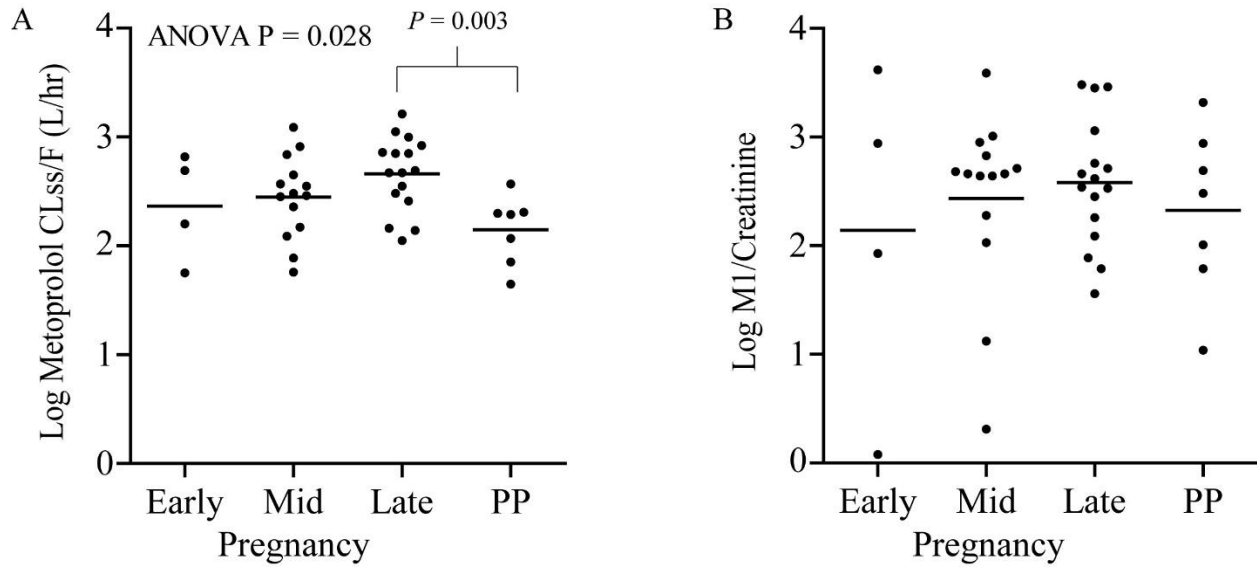 A
ANOVA P = 0.028
P = 0.003
Log Metoprolol CLss/F (L/hr)
4
3
2
1
0
Early Mid Late PP
Pregnancy
B
Log M1/Creatinine
4
3
2
1
0
Early Mid Late PP
Pregnancy